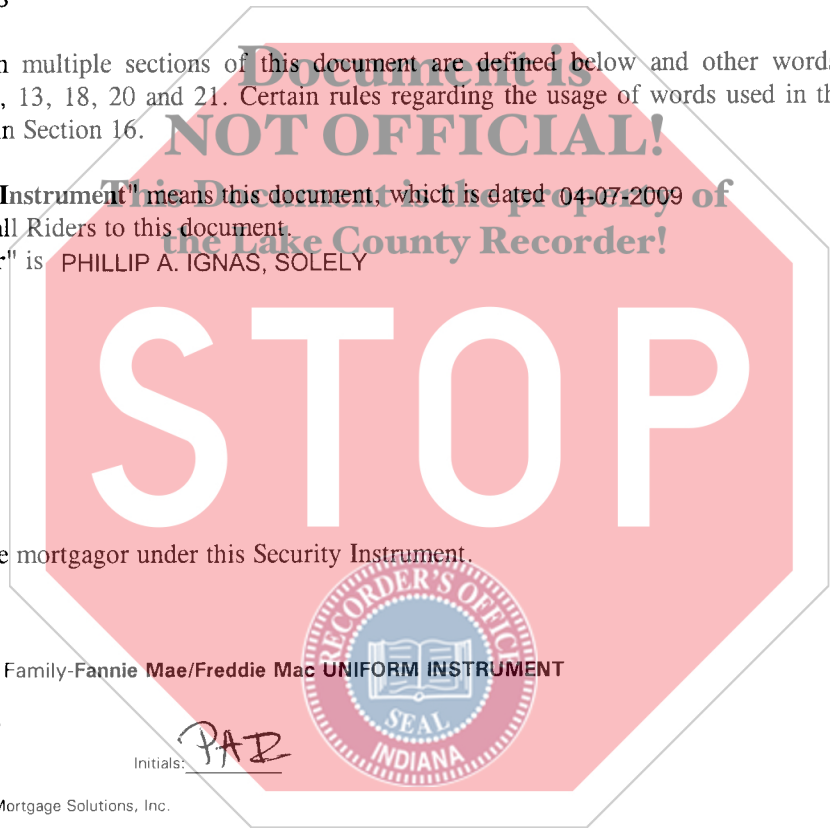 multiple sections of this document are defined below and other words
Document is
, 13, 18, 20 and 21. Certain rules regarding the usage of words used in
in Section 16.
NOT OFFICIAL!
Instrument" means this document, which is dated 04-07-2009
This Document is the property of
all Riders to this document.
the Lake County Recorder!
" is PHILLIP A. IGNAS, SOLELY
STOP
mortgagor under this Security Instrument.
RECORDER'S OFFICE
SEAL
INDIANA
Family-Fannie Mae/Freddie Mac UNIFORM INSTRUMENT
Initials: PAI
Mortgage Solutions, Inc.